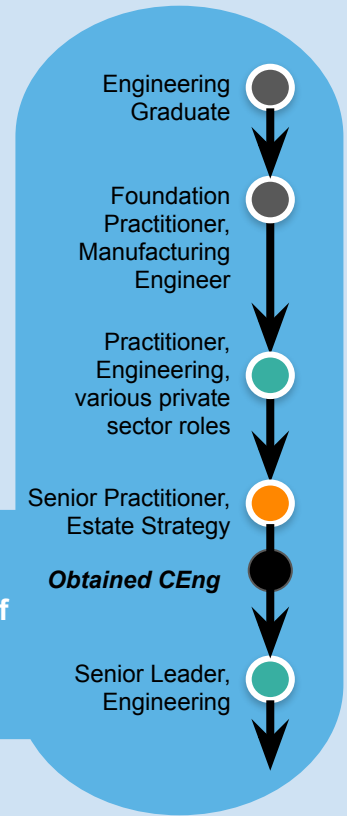 Engineering
Graduate
Foundation
Practitioner,
Manufacturing
Engineer
Practitioner,
Engineering,
various private
sector roles
Senior Practitioner,
Estate Strategy
Obtained CEng
f
Senior Leader,
Engineering